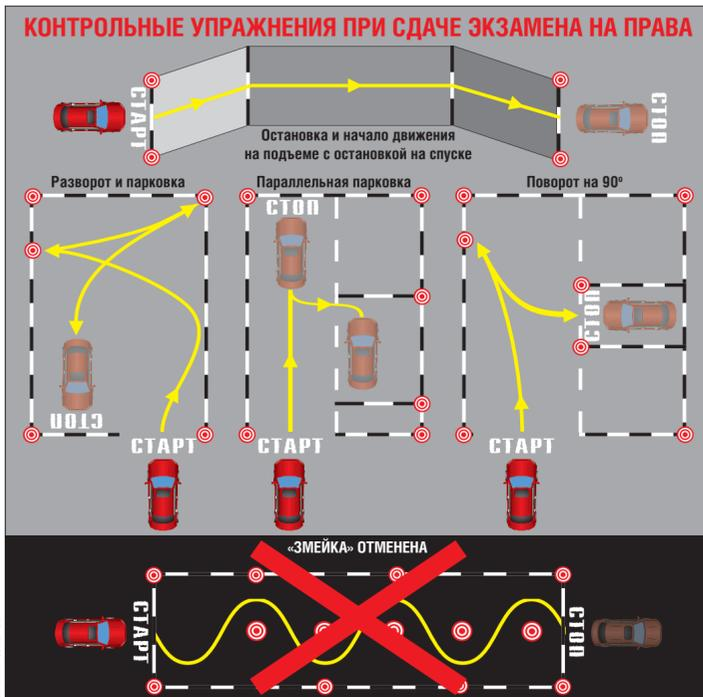 КОНТРОЛЬНЫЕ УПРАЖНЕНИЯ ПРИ СДАЧЕ ЭКЗАМЕНА НА ПРАВА
СТАРТ
СТОП
Остановка и начало движения
на подъеме с остановкой на спуске
Разворот и парковка
Параллельная парковка
Поворот на 90º
СТОП
СТОП
СТОП
СТАРТ
СТАРТ
СТАРТ
«ЗМЕЙКА» ОТМЕНЕНА
СТАРТ
СТОП